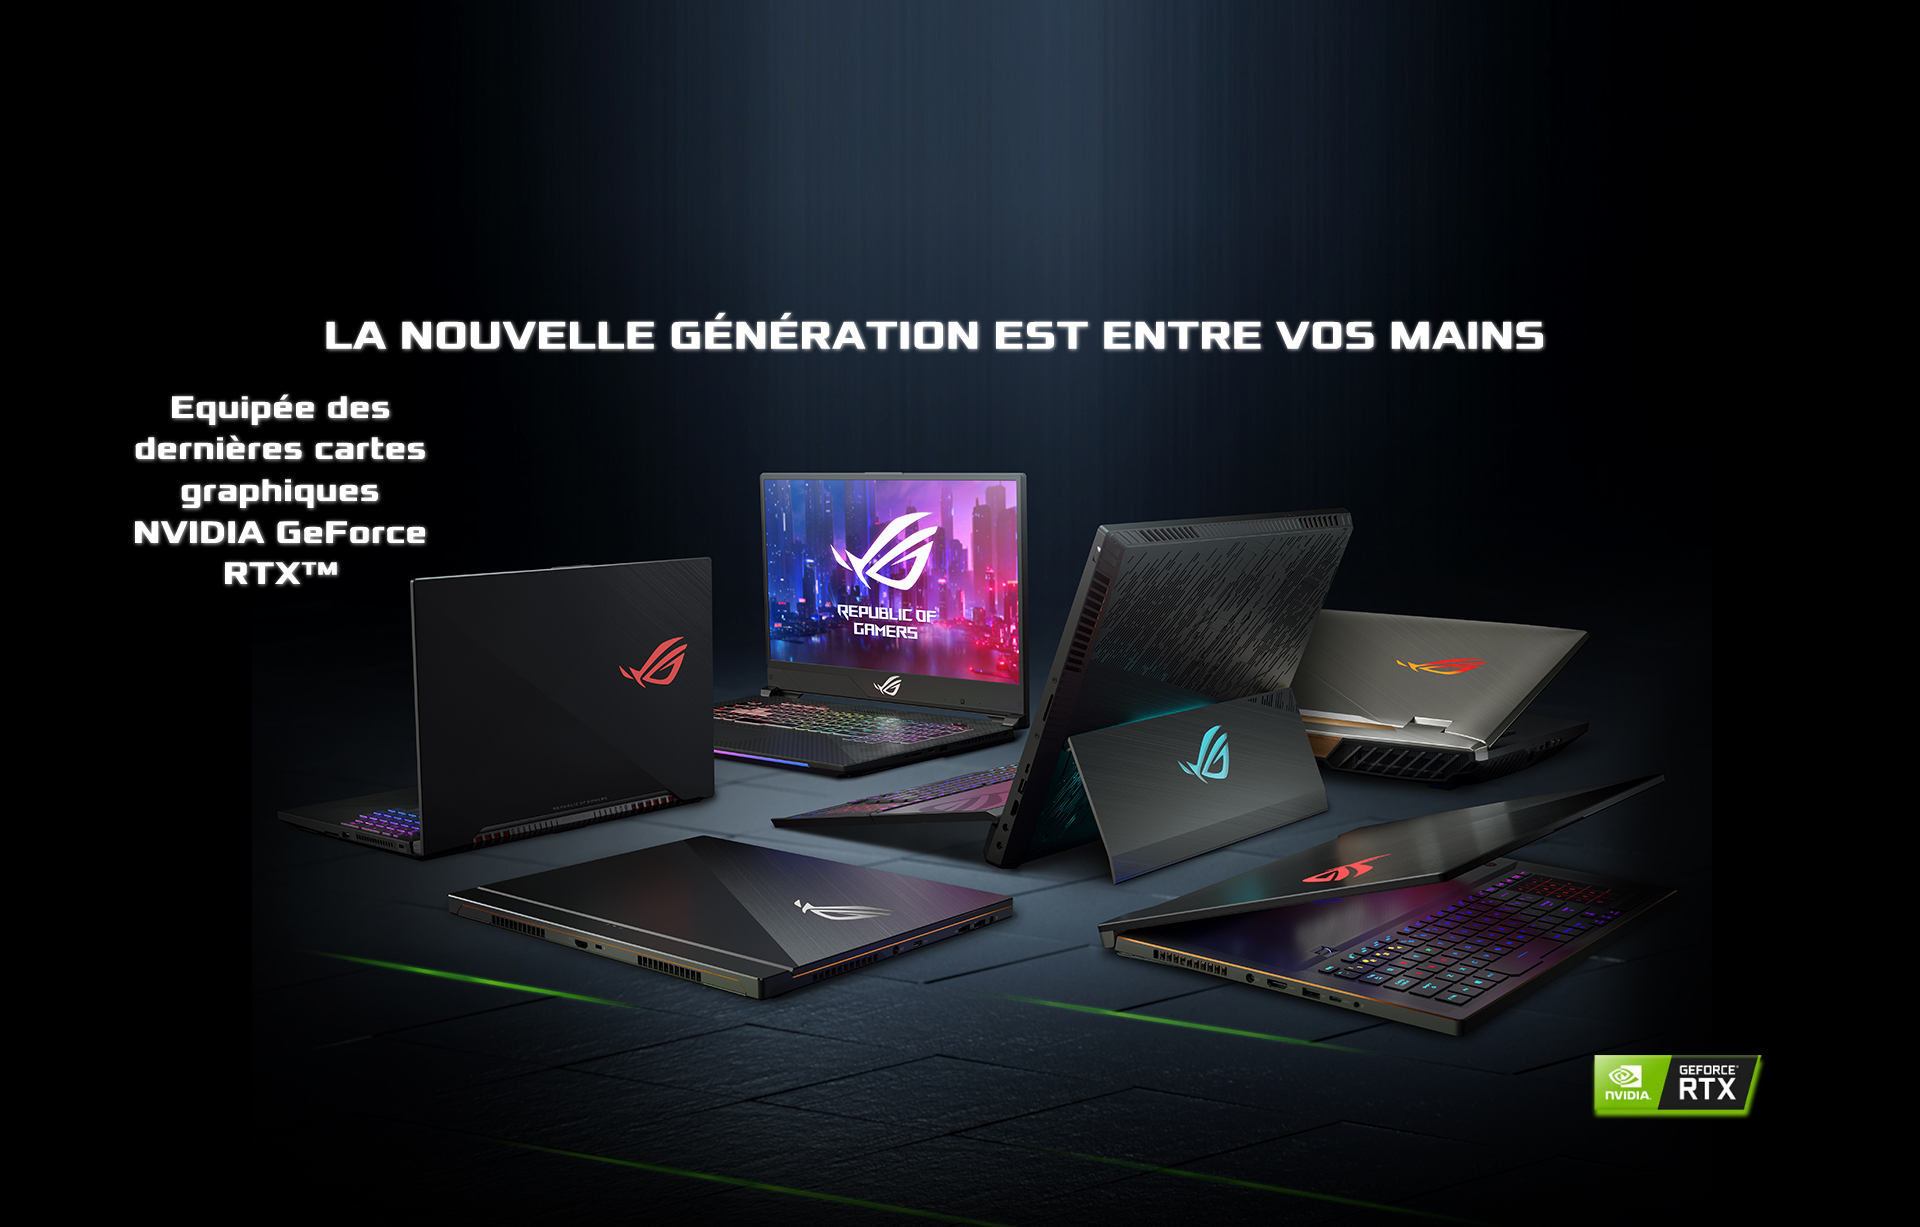 LA NOUVELLE GÉNÉRATION EST ENTRE VOS MAINS
Equipée des
dernières cartes
graphiques
NVIDIA GeForce
RTX™
REPUBLIC OF
GAMERS
NVIDIA.
GEFORCE®
RTX